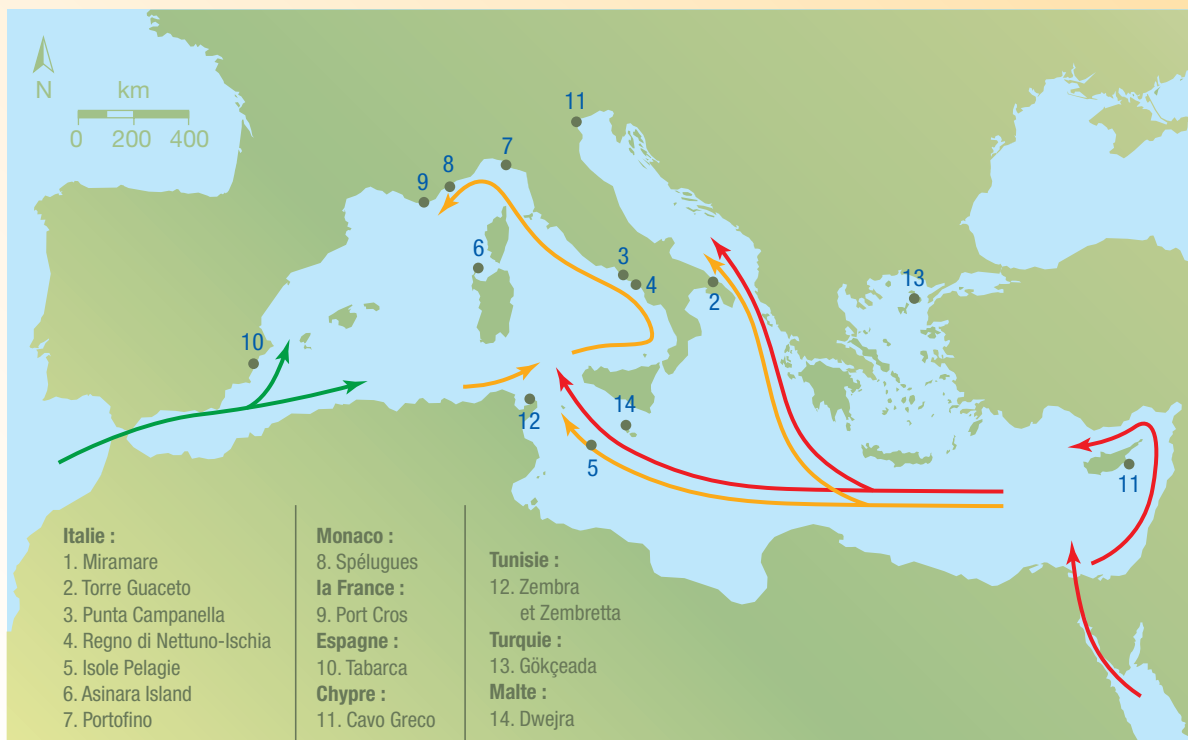 N
km
0 200 400
11
7
8
9
6
3
4
2
13
10
12
14
5
11
Italie :
1. Miramare
2. Torre Guaceto
3. Punta Campanella
4. Regno di Nettuno-Ischia
5. Isole Pelagie
6. Asinara Island
7. Portofino
Monaco :
8. Spélugues
la France :
9. Port Cros
Espagne :
10. Tabarca
Chypre :
11. Cavo Greco
Tunisie :
12. Zembra
et Zembretta
Turquie :
13. Gökçeada
Malte :
14. Dwejra